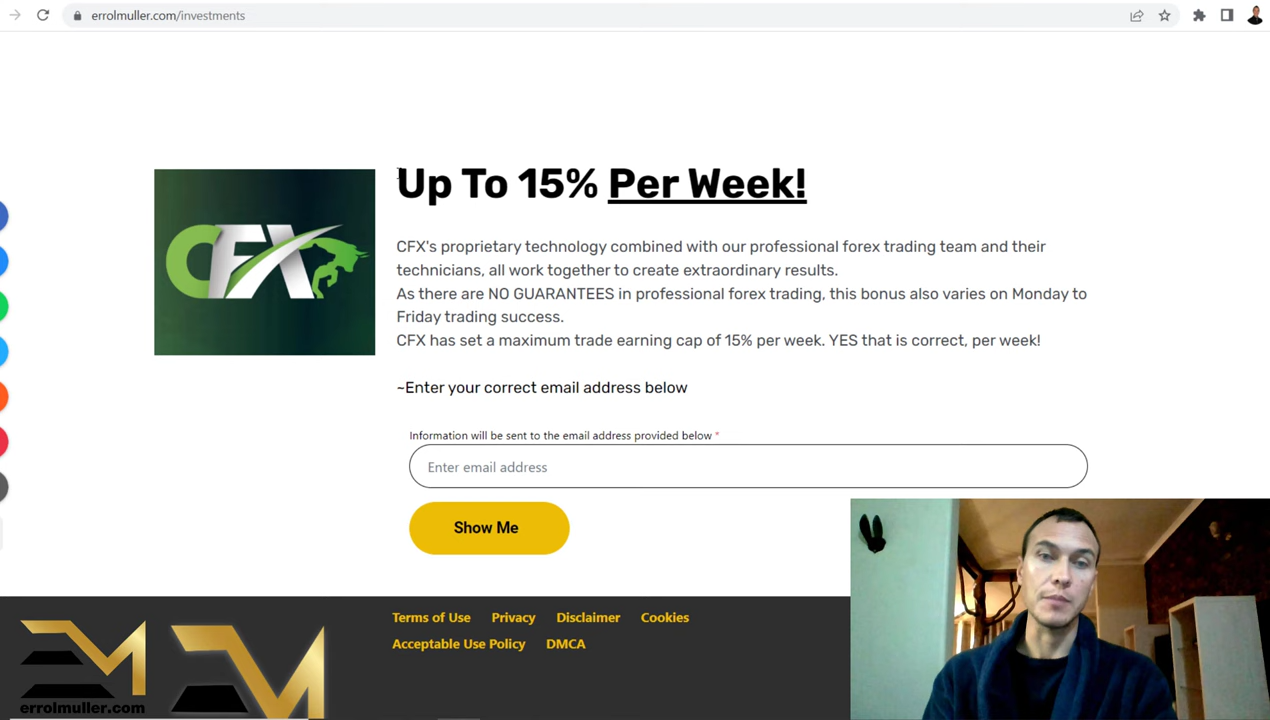 errolmuller.com/investments
CFX
Up To 15% Per Week!
CFX's proprietary technology combined with our professional forex trading team and their
technicians, all work together to create extraordinary results.
As there are NO GUARANTEES in professional forex trading, this bonus also varies on Monday to
Friday trading success.
CFX has set a maximum trade earning cap of 15% per week. YES that is correct, per week!
~Enter your correct email address below
Information will be sent to the email address provided below *
Enter email address
Show Me
Terms of Use Privacy Disclaimer Cookies
Acceptable Use Policy DMCA
errolmuller.com